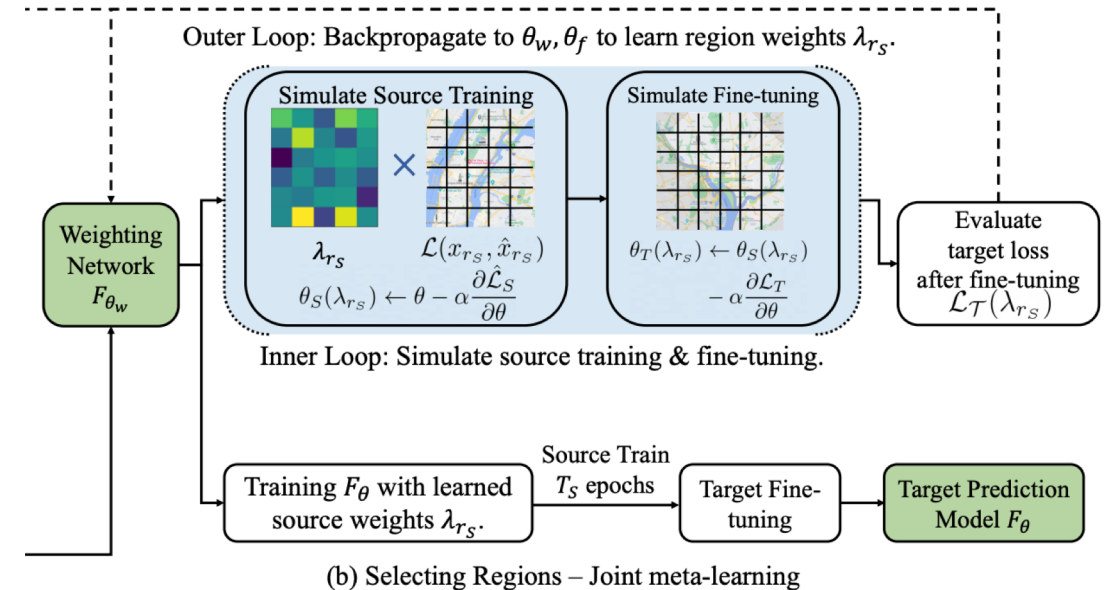 Outer Loop: Backpropagate to θ_w, θ_f to learn region weights λ_{r_S}.
Simulate Source Training
Simulate Fine-tuning
×
λ_{r_S}
ℒ(x_{r_S}, x̂_{r_S})
θ_S(λ_{r_S}) ← θ − α ∂ℒ̂_S/∂θ
θ_T(λ_{r_S}) ← θ_S(λ_{r_S})
− α ∂ℒ_T/∂θ
Weighting
Network
F_{θ_w}
Evaluate
target loss
after fine-tuning
ℒ_𝒯(λ_{r_S})
Inner Loop: Simulate source training & fine-tuning.
Training F_θ with learned
source weights λ_{r_S}.
Source Train
T_S epochs
Target Fine-
tuning
Target Prediction
Model F_θ
(b) Selecting Regions – Joint meta-learning